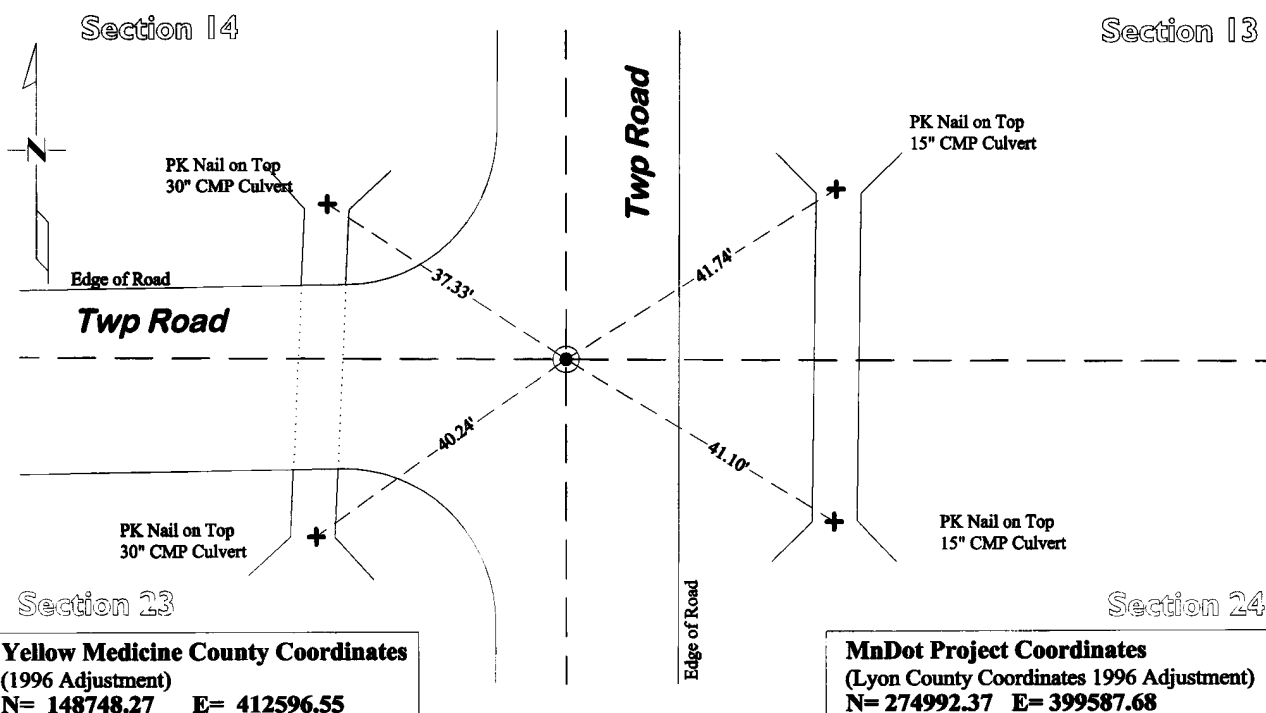 Section 14
Section 13
N
PK Nail on Top
30" CMP Culvert
Twp Road
PK Nail on Top
15" CMP Culvert
37.33'
41.74'
Edge of Road
Twp Road
40.24'
41.10'
PK Nail on Top
30" CMP Culvert
PK Nail on Top
15" CMP Culvert
Edge of Road
Section 23
Section 24
Yellow Medicine County Coordinates
(1996 Adjustment)
N= 148748.27 E= 412596.55
MnDot Project Coordinates
(Lyon County Coordinates 1996 Adjustment)
N= 274992.37 E= 399587.68